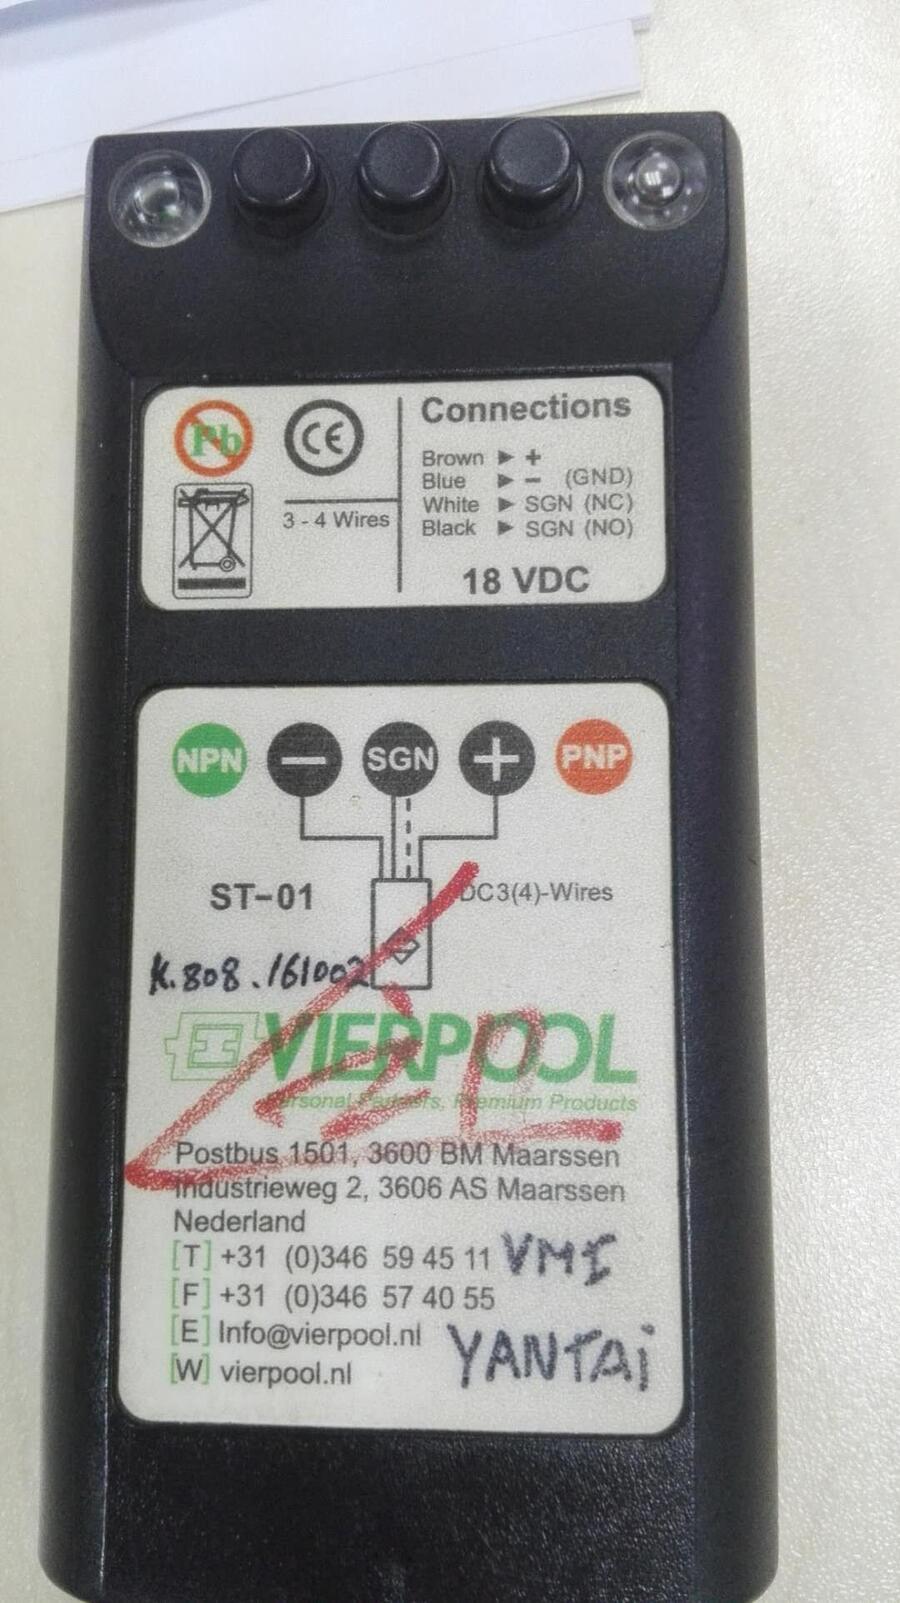 Pb
CE
3 - 4 Wires
Connections
Brown ► +
Blue ► – (GND)
White ► SGN (NC)
Black ► SGN (NO)
18 VDC
NPN – SGN + PNP
ST-01
DC3(4)-Wires
K.808.161002
VIERPOOL
Personal Partners, Premium Products
Postbus 1501, 3600 BM Maarssen
Industrieweg 2, 3606 AS Maarssen
Nederland
[T] +31 (0)346 59 45 11
VMI
[F] +31 (0)346 57 40 55
[E] Info@vierpool.nl
YANTAi
[W] vierpool.nl